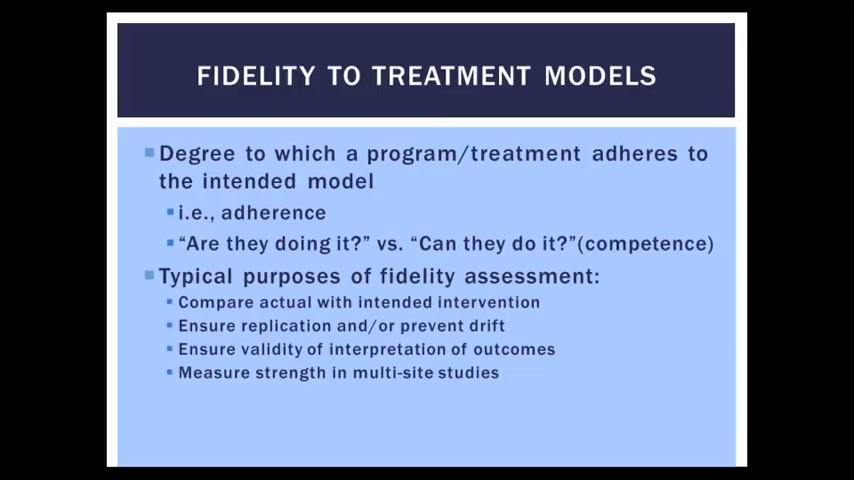 FIDELITY TO TREATMENT MODELS
Degree to which a program/treatment adheres to
the intended model
i.e., adherence
“Are they doing it?” vs. “Can they do it?”(competence)
Typical purposes of fidelity assessment:
Compare actual with intended intervention
Ensure replication and/or prevent drift
Ensure validity of interpretation of outcomes
Measure strength in multi-site studies